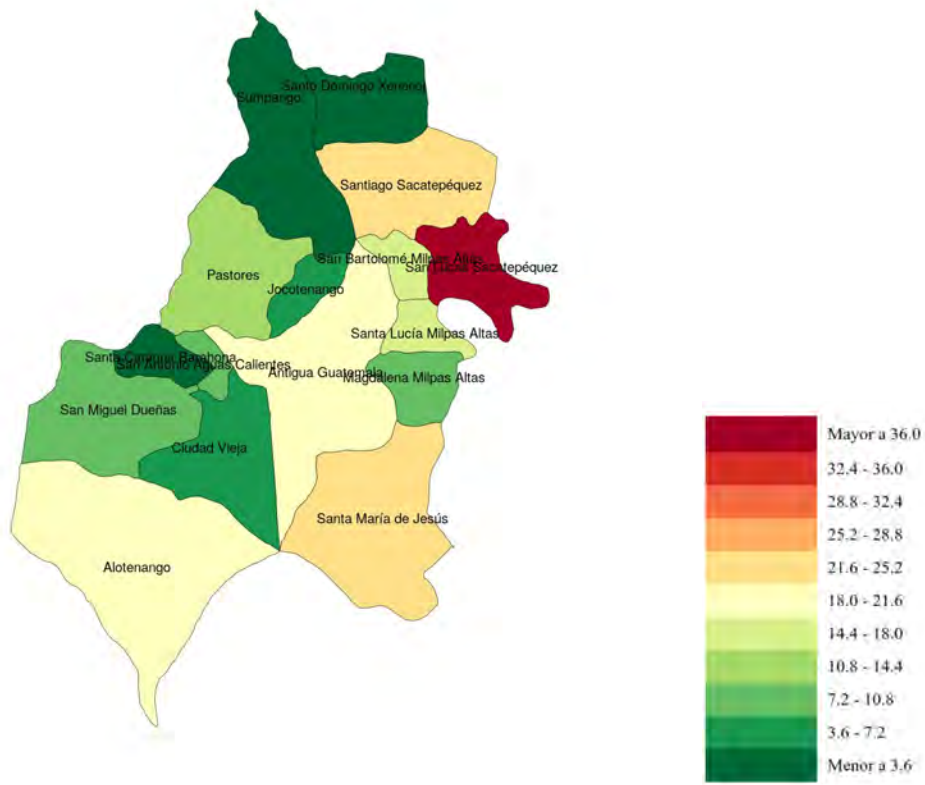 Santo Domingo Xenacoj
Sumpango
Santiago Sacatepéquez
San Bartolomé Milpas Altas
San Lucas Sacatepéquez
Pastores
Jocotenango
Santa Lucía Milpas Altas
Santa Catarina Barahona
San Antonio Aguas Calientes
Antigua Guatemala
Magdalena Milpas Altas
San Miguel Dueñas
Ciudad Vieja
Santa María de Jesús
Alotenango
Mayor a 36.0
32.4 - 36.0
28.8 - 32.4
25.2 - 28.8
21.6 - 25.2
18.0 - 21.6
14.4 - 18.0
10.8 - 14.4
7.2 - 10.8
3.6 - 7.2
Menor a 3.6